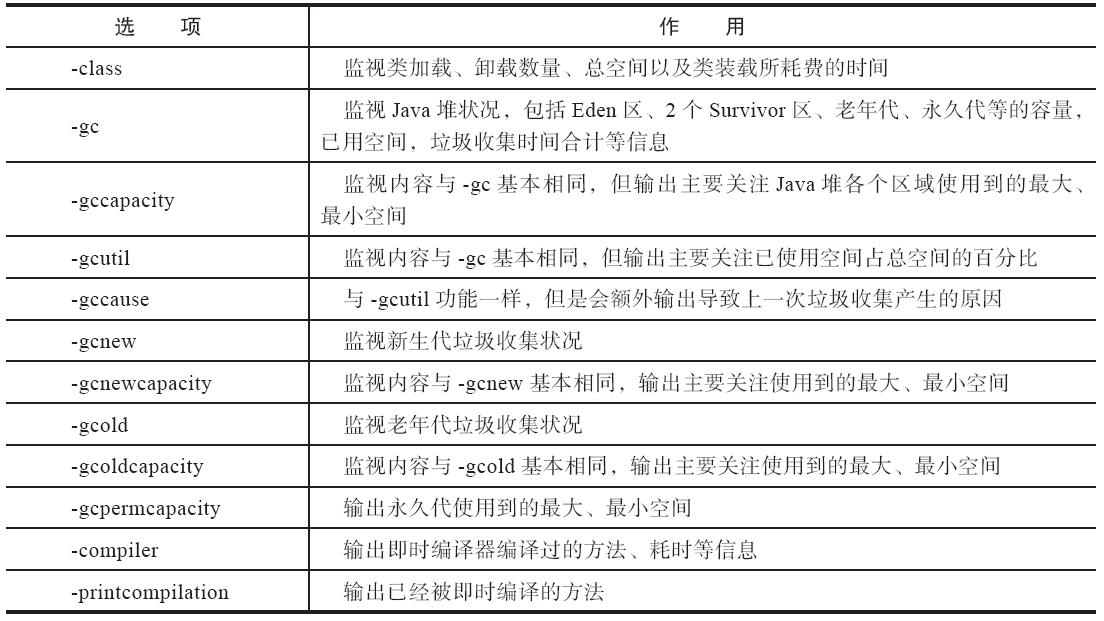 选 项 作 用
-class 监视类加载、卸载数量、总空间以及类装载所耗费的时间
-gc 监视 Java 堆状况，包括 Eden 区、2 个 Survivor 区、老年代、永久代等的容量，
已用空间，垃圾收集时间合计等信息
-gccapacity 监视内容与 -gc 基本相同，但输出主要关注 Java 堆各个区域使用到的最大、
最小空间
-gcutil 监视内容与 -gc 基本相同，但输出主要关注已使用空间占总空间的百分比
-gccause 与 -gcutil 功能一样，但是会额外输出导致上一次垃圾收集产生的原因
-gcnew 监视新生代垃圾收集状况
-gcnewcapacity 监视内容与 -gcnew 基本相同，输出主要关注使用到的最大、最小空间
-gcold 监视老年代垃圾收集状况
-gcoldcapacity 监视内容与 -gcold 基本相同，输出主要关注使用到的最大、最小空间
-gcpermcapacity 输出永久代使用到的最大、最小空间
-compiler 输出即时编译器编译过的方法、耗时等信息
-printcompilation 输出已经被即时编译的方法